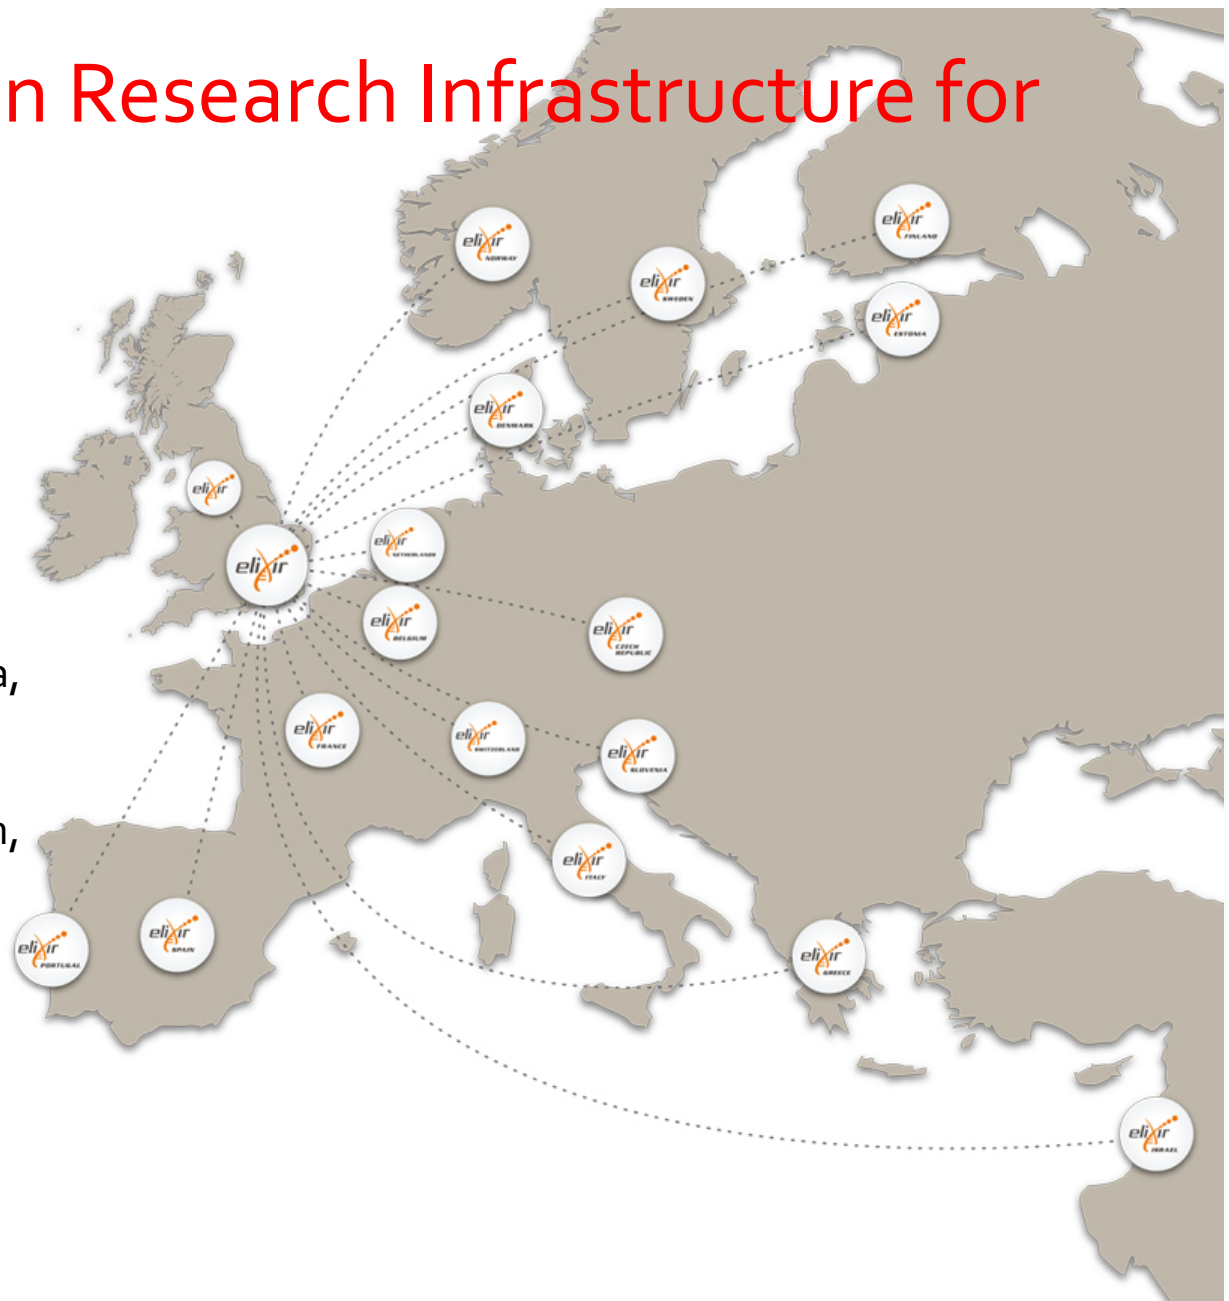 n Research Infrastructure for
elixir
NORWAY
elixir
FINLAND
elixir
SWEDEN
elixir
ESTONIA
elixir
DENMARK
elixir
elixir
NETHERLANDS
elixir
elixir
BELGIUM
elixir
CZECH
REPUBLIC
a,
elixir
FRANCE
elixir
SWITZERLAND
elixir
SLOVENIA
n,
elixir
ITALY
elixir
PORTUGAL
elixir
SPAIN
elixir
GREECE
elixir
ISRAEL